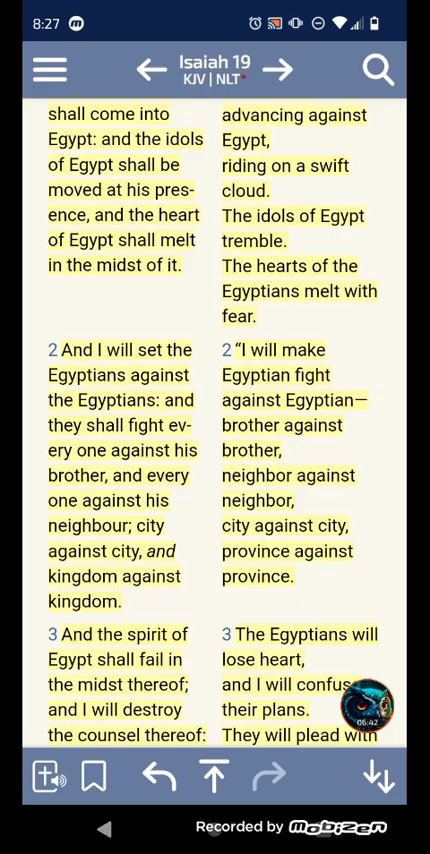 8:27
Isaiah 19
KJV | NLT*
shall come into
Egypt: and the idols
of Egypt shall be
moved at his pres-
ence, and the heart
of Egypt shall melt
in the midst of it.
advancing against
Egypt,
riding on a swift
cloud.
The idols of Egypt
tremble.
The hearts of the
Egyptians melt with
fear.
2 And I will set the
Egyptians against
the Egyptians: and
they shall fight ev-
ery one against his
brother, and every
one against his
neighbour; city
against city, and
kingdom against
kingdom.
2 “I will make
Egyptian fight
against Egyptian—
brother against
brother,
neighbor against
neighbor,
city against city,
province against
province.
3 And the spirit of
Egypt shall fail in
the midst thereof;
and I will destroy
the counsel thereof:
3 The Egyptians will
lose heart,
and I will confuse
their plans.
They will plead with
06:42
Recorded by MOBIZEN